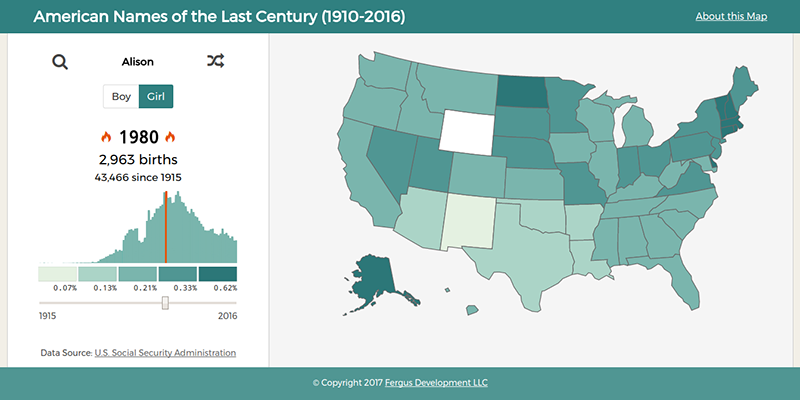 American Names of the Last Century (1910-2016)
About this Map
Alison
Boy Girl
1980
2,963 births
43,466 since 1915
0.07% 0.13% 0.21% 0.33% 0.62%
1915 2016
Data Source: U.S. Social Security Administration
© Copyright 2017 Fergus Development LLC